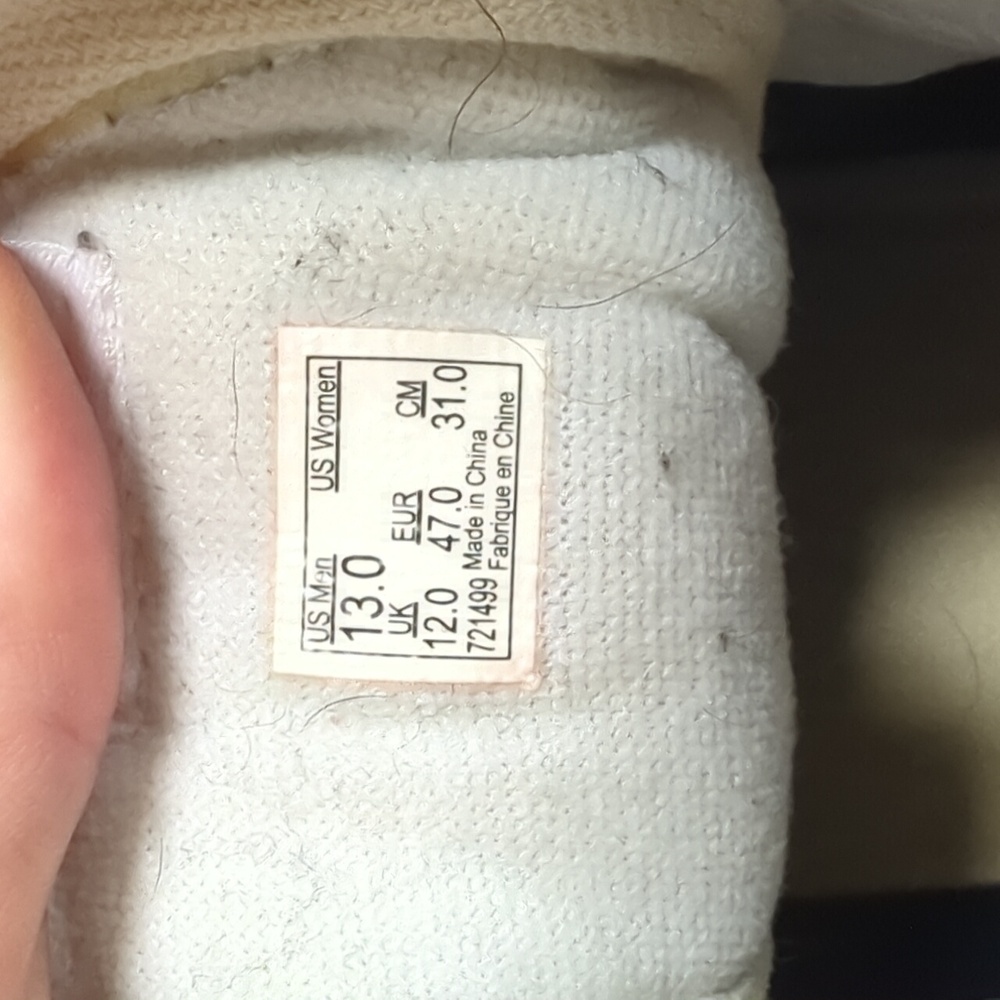 US Men US Women
13.0
UK EUR CM
12.0 47.0 31.0
721499 Made in China
Fabrique en Chine